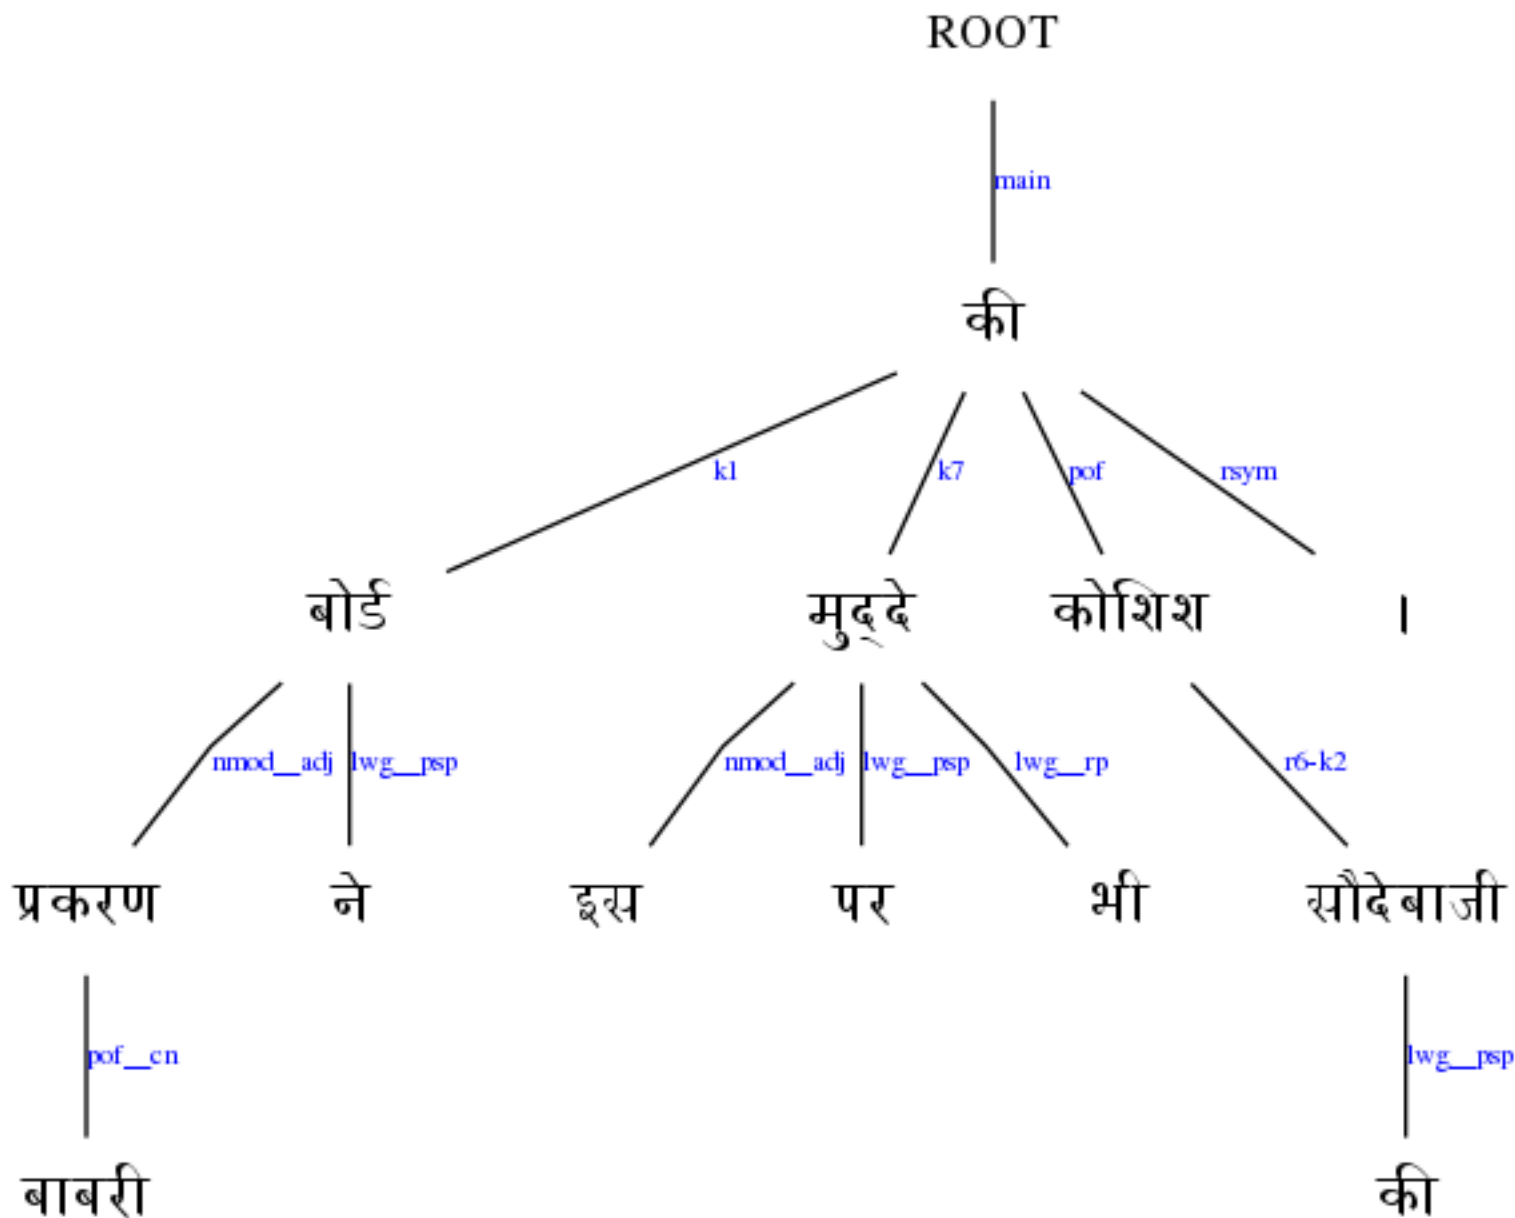 ROOT
main
की
k1 k7 pof rsym
बोर्ड मुद्दे कोशिश ।
nmod__adj lwg__psp nmod__adj lwg__psp lwg__rp r6-k2
प्रकरण ने इस पर भी सौदेबाजी
pof__cn lwg__psp
बाबरी की